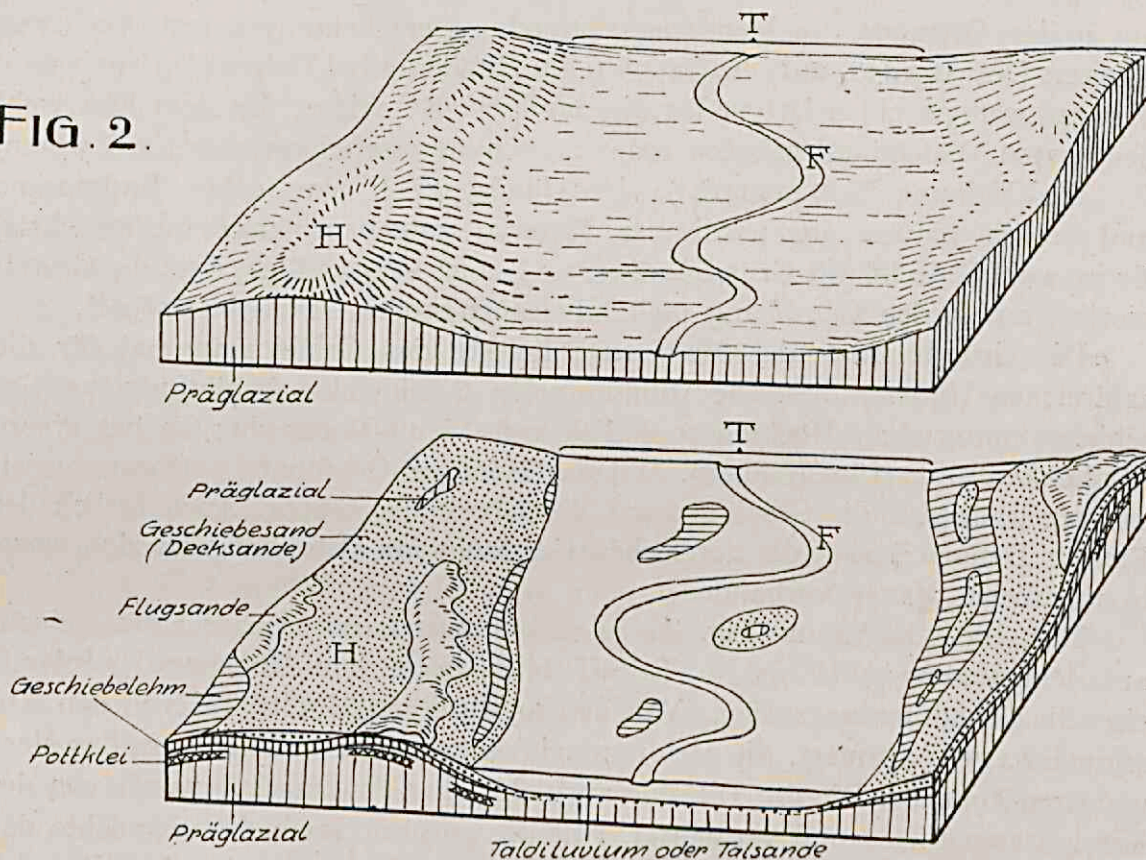 FIG. 2.
T
F
H
Präglazial
T
Präglazial
Geschiebesand
(Decksande)
F
Flugsande
H
Geschiebelehm
Pottklei
Präglazial
Taldiluvium oder Talsande